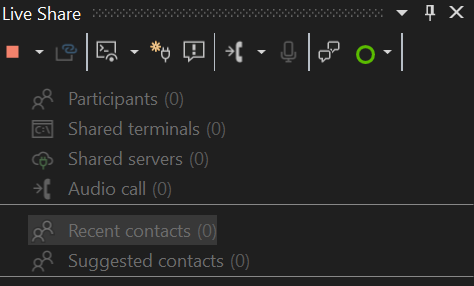 Live Share
Participants (0)
C:\
Shared terminals (0)
Shared servers (0)
Audio call (0)
Recent contacts (0)
Suggested contacts (0)